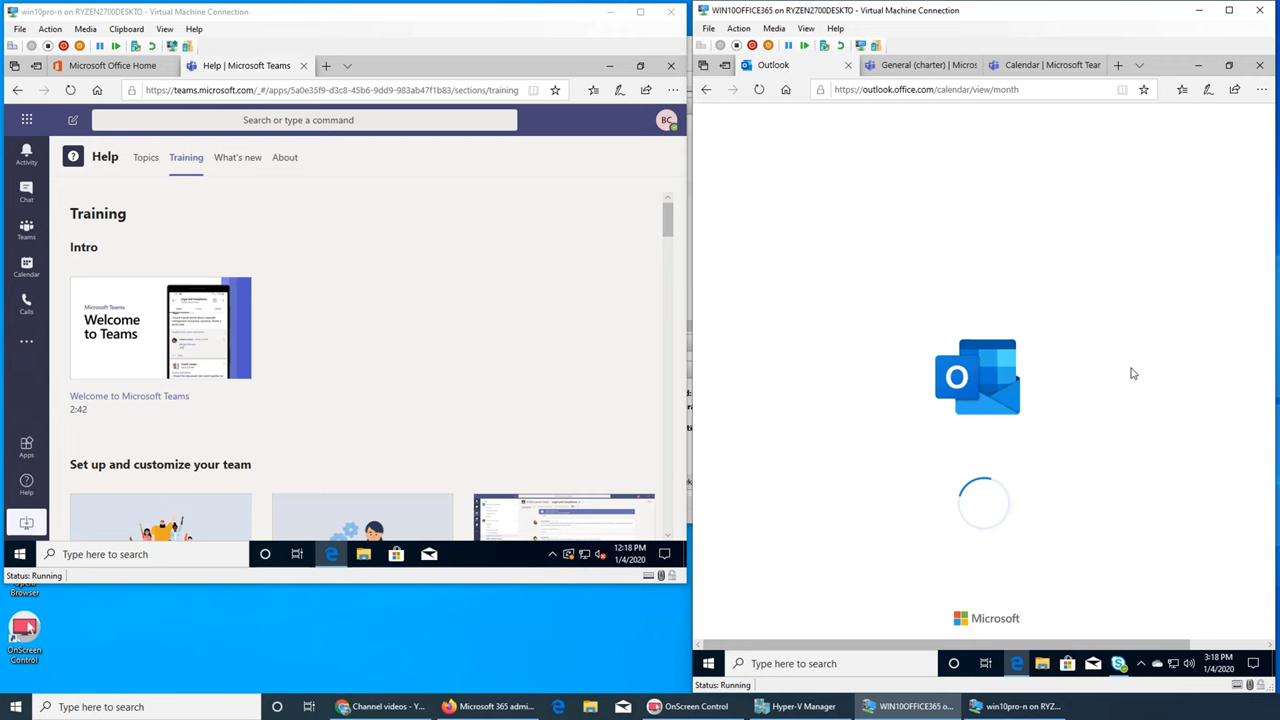 win10pro-n on RYZEN2700DESKTO - Virtual Machine Connection
File Action Media Clipboard View Help
Microsoft Office Home
Help | Microsoft Teams
https://teams.microsoft.com/_#/apps/5a0e35f9-d3c8-45b6-9dd9-983ab47f1b83/sections/training
Search or type a command
BC
Activity
Chat
Teams
Calendar
Calls
Apps
Help
Help Topics Training What's new About
Training
Intro
Microsoft Teams
Welcome
to Teams
Welcome to Microsoft Teams
2:42
Set up and customize your team
Type here to search
12:18 PM
1/4/2020
Status: Running
WIN10OFFICE365 on RYZEN2700DESKTO - Virtual Machine Connection
File Action Media View Help
Outlook
General (charter) | Micros
Calendar | Microsoft Tear
https://outlook.office.com/calendar/view/month
O
Microsoft
Type here to search
3:18 PM
1/4/2020
Status: Running
Browser
OnScreen
Control
Type here to search
Channel videos - Y...
Microsoft 365 admi...
OnScreen Control
Hyper-V Manager
WIN10OFFICE365 o...
win10pro-n on RYZ...